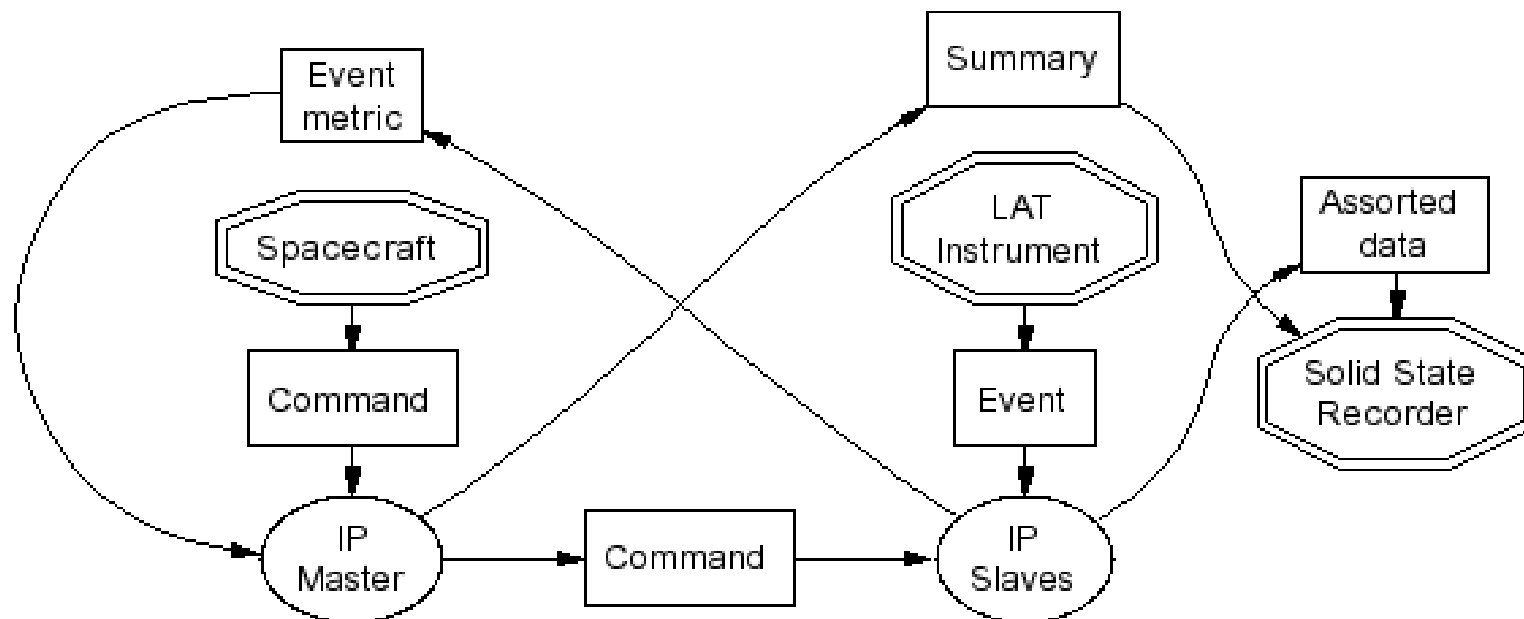 Event
metric
Summary
Spacecraft
LAT
Instrument
Assorted
data
Command
Event
Solid State
Recorder
IP
Master
Command
IP
Slaves